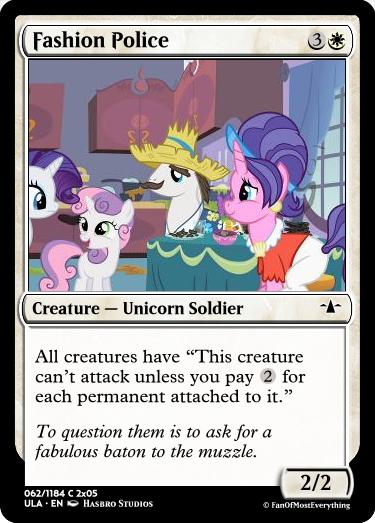 Fashion Police 3
Creature — Unicorn Soldier
All creatures have “This creature
can’t attack unless you pay 2 for
each permanent attached to it.”
To question them is to ask for a
fabulous baton to the muzzle.
2/2
062/1184 C 2x05
ULA • EN Hasbro Studios © FanOfMostEverything